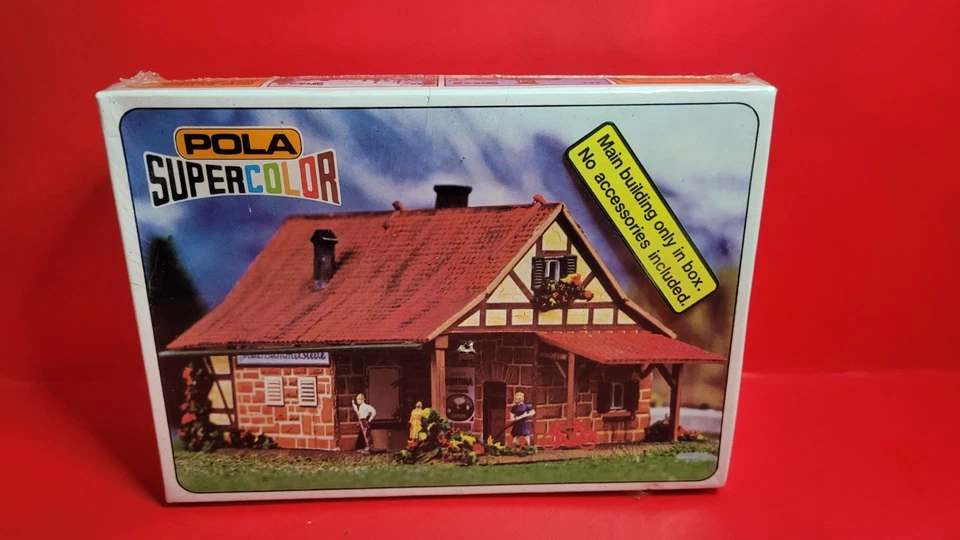 POLA
SUPERCOLOR
Main building only in box.
No accessories included.